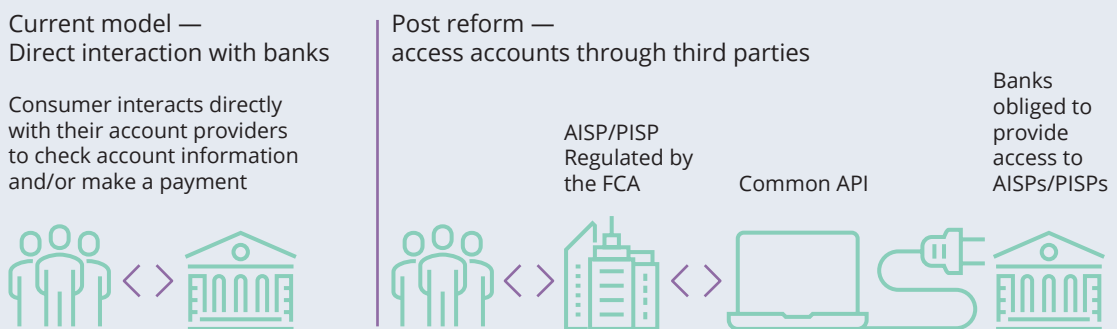 Current model —
Direct interaction with banks
Consumer interacts directly
with their account providers
to check account information
and/or make a payment
Post reform —
access accounts through third parties
AISP/PISP
Regulated by
the FCA
Common API
Banks
obliged to
provide
access to
AISPs/PISPs